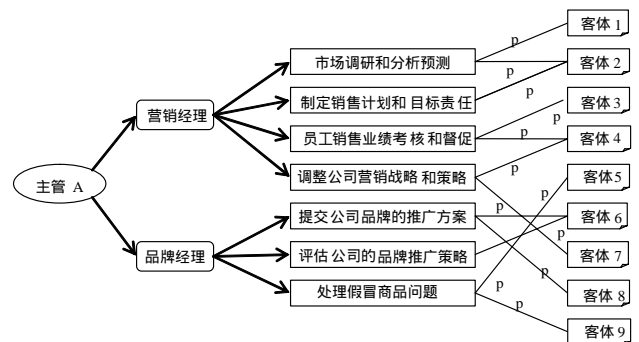 主管 A
营销经理
品牌经理
市场调研和分析预测
制定销售计划和目标责任
员工销售业绩考核和督促
调整公司营销战略和策略
提交公司品牌的推广方案
评估公司的品牌推广策略
处理假冒商品问题
p
p
p
p
p
p
p
p
p
p
p
p
客体 1
客体 2
客体 3
客体 4
客体5
客体 6
客体 7
客体 8
客体 9